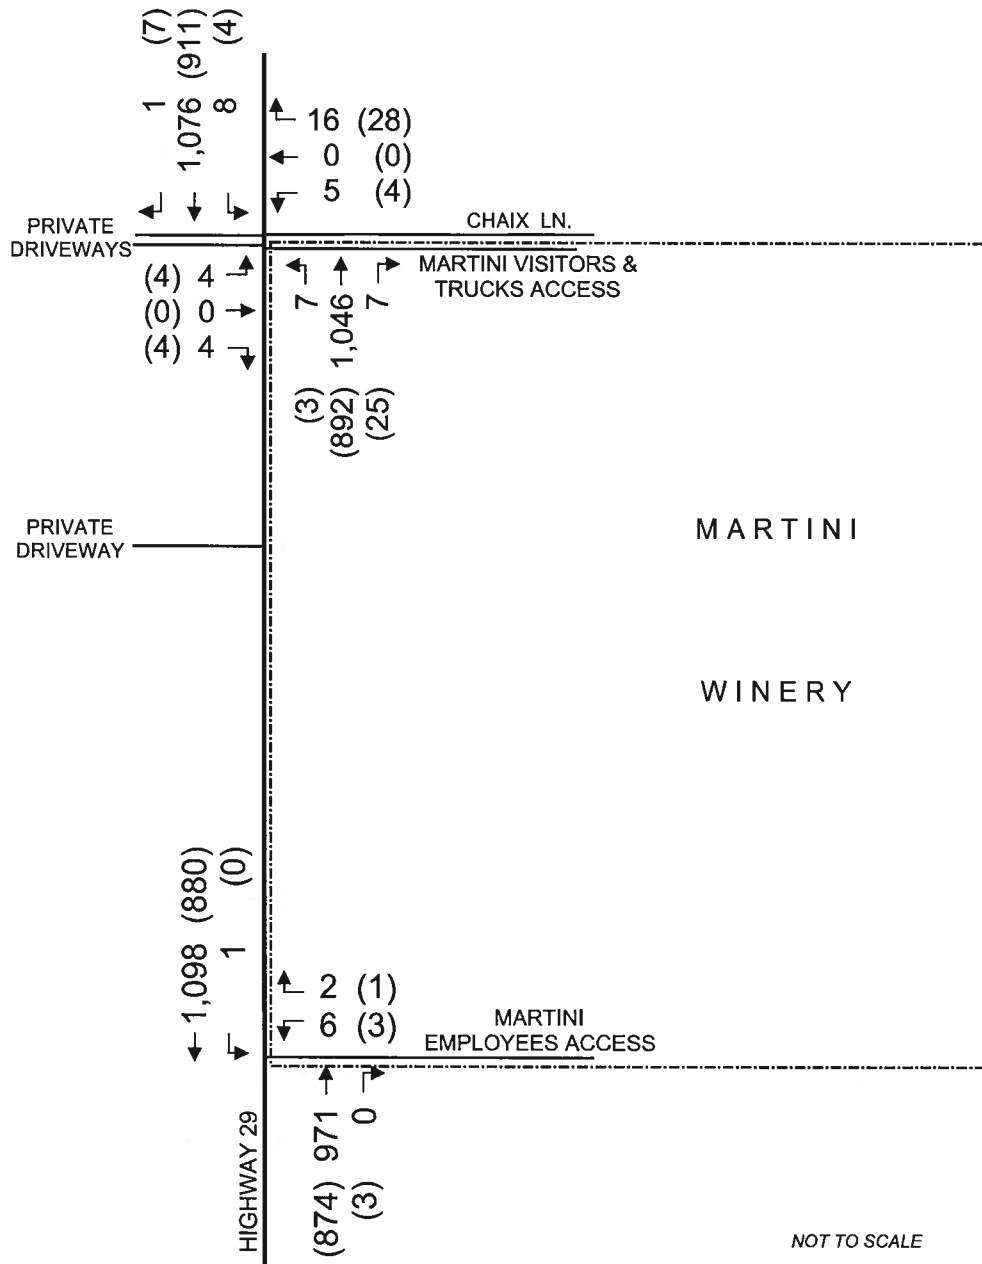 1 (7)
1,076 (911)
8 (4)
16 (28)
0 (0)
5 (4)
CHAIX LN.
PRIVATE
DRIVEWAYS
MARTINI VISITORS &
TRUCKS ACCESS
(4) 4
(0) 0
(4) 4
(3) 7
(892) 1,046
(25) 7
PRIVATE
DRIVEWAY
MARTINI
WINERY
1,098 (880)
1 (0)
2 (1)
6 (3)
MARTINI
EMPLOYEES ACCESS
HIGHWAY 29
(874) 971
(3) 0
NOT TO SCALE